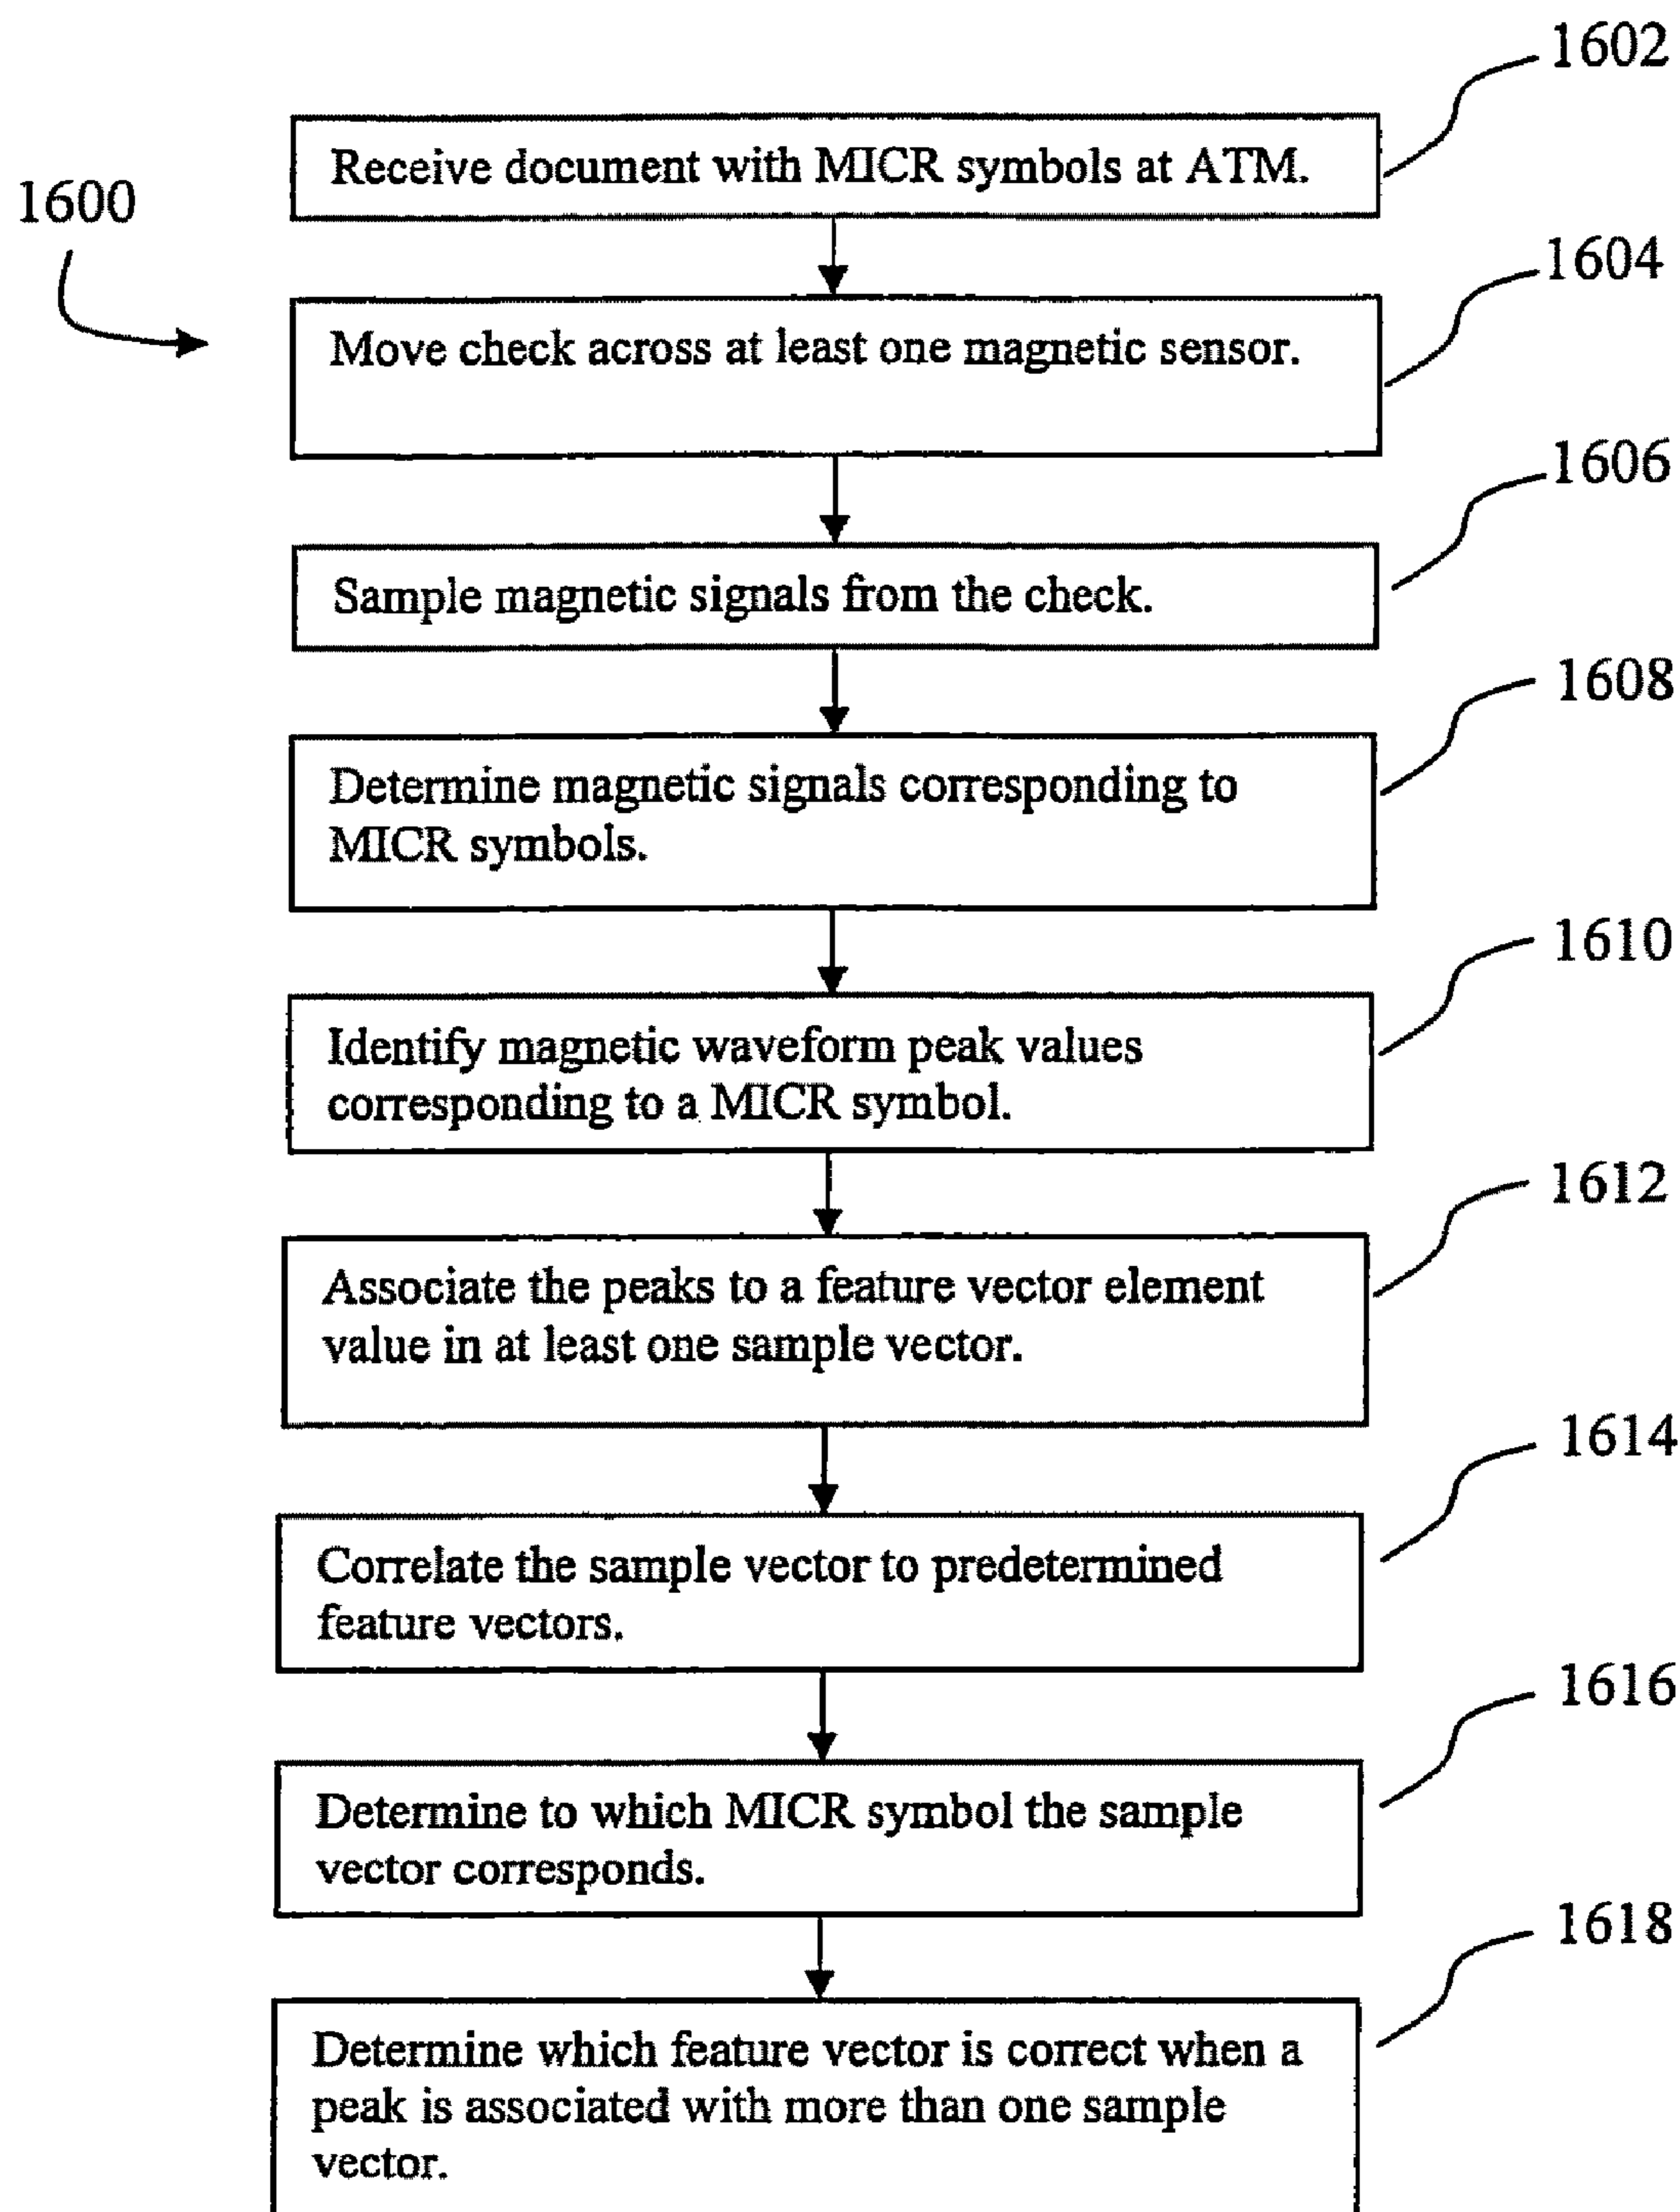 1602
Receive document with MICR symbols at ATM.
1600
1604
Move check across at least one magnetic sensor.
1606
Sample magnetic signals from the check.
1608
Determine magnetic signals corresponding to
MICR symbols.
1610
Identify magnetic waveform peak values
corresponding to a MICR symbol.
1612
Associate the peaks to a feature vector element
value in at least one sample vector.
1614
Correlate the sample vector to predetermined
feature vectors.
1616
Determine to which MICR symbol the sample
vector corresponds.
1618
Determine which feature vector is correct when a
peak is associated with more than one sample
vector.